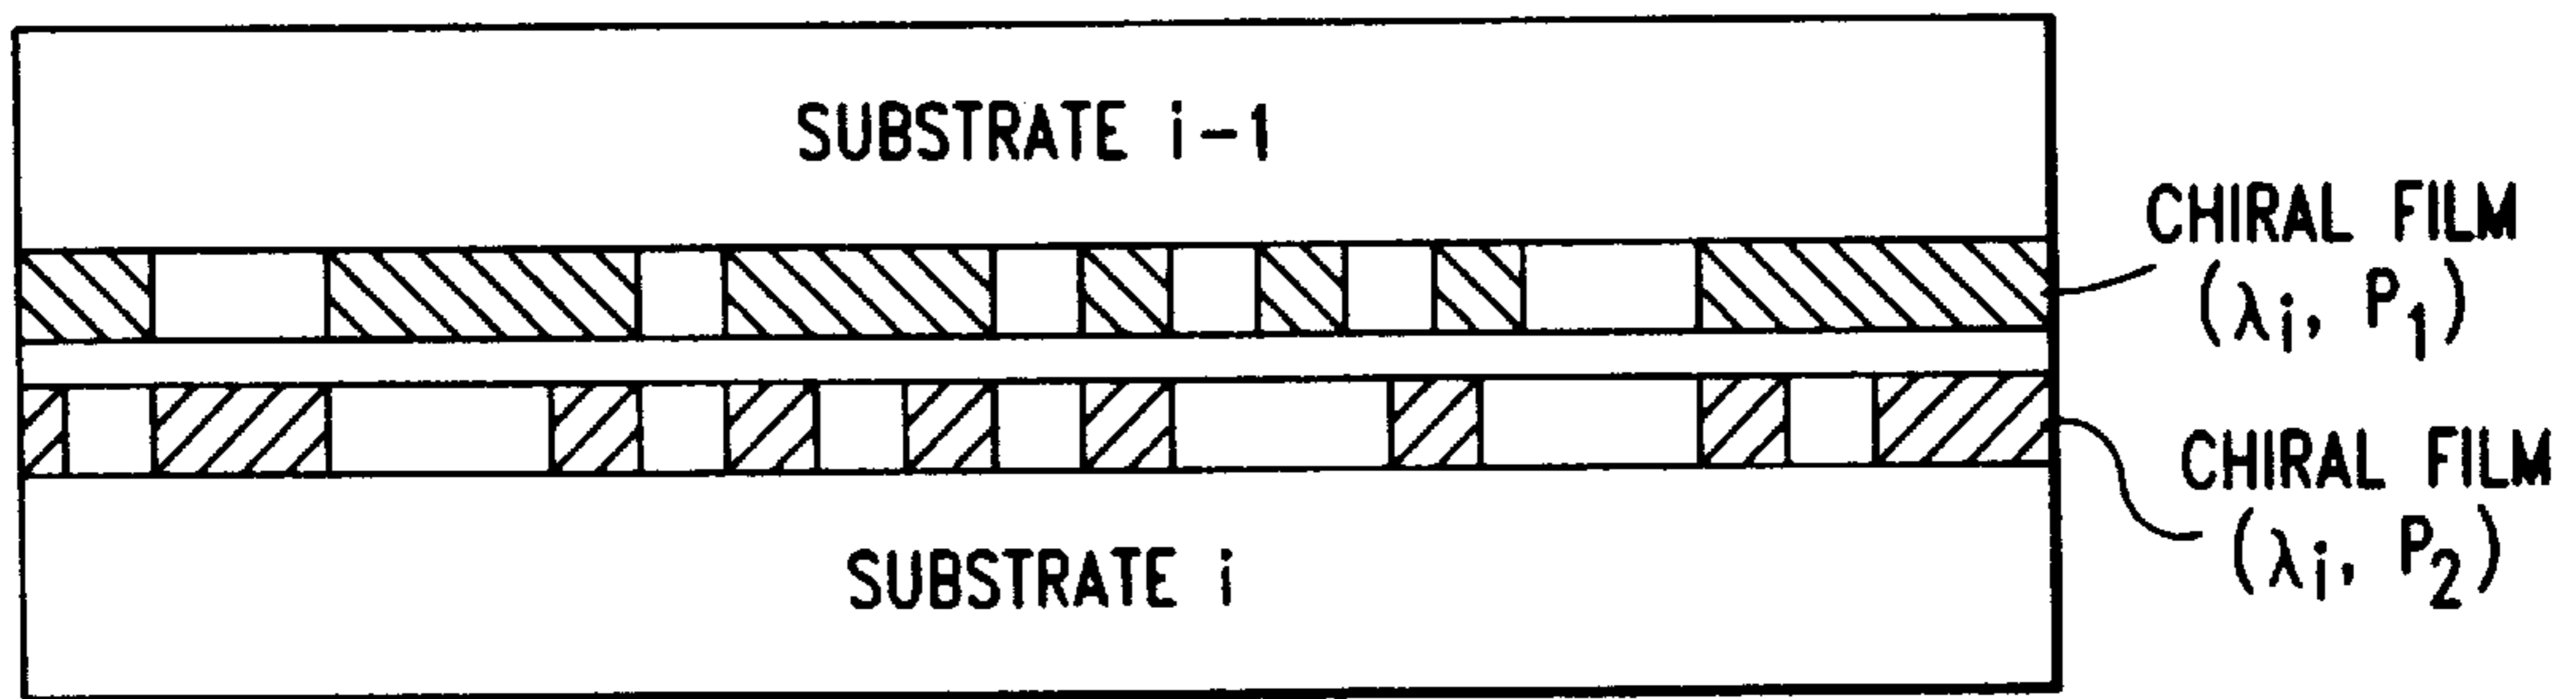 SUBSTRATE i-1
CHIRAL FILM
(λi, P1)
CHIRAL FILM
(λi, P2)
SUBSTRATE i